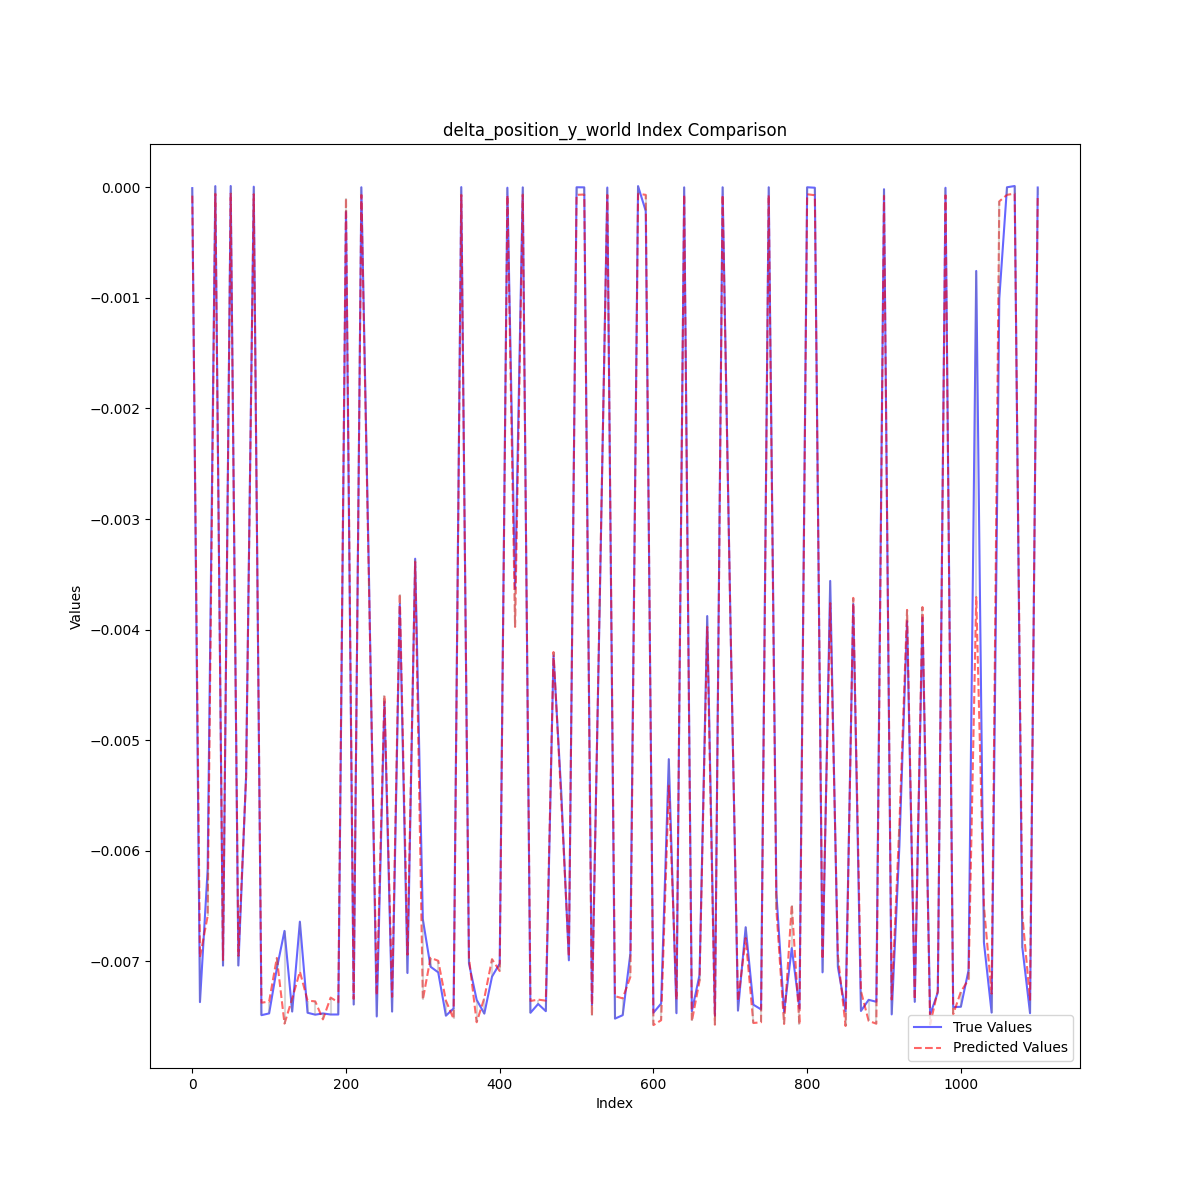 delta_position_y_world Index Comparison
0.000
−0.001
−0.002
−0.003
−0.004
−0.005
−0.006
−0.007
Values
0 200 400 600 800 1000
Index
True Values
Predicted Values